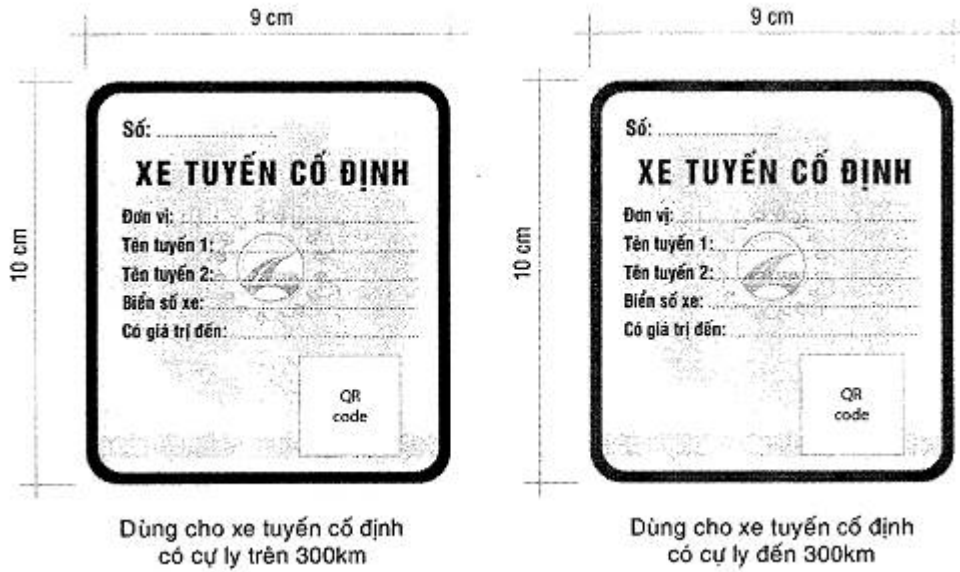 9 cm
10 cm
Số:
XE TUYẾN CỐ ĐỊNH
Đơn vị:
Tên tuyến 1:
Tên tuyến 2:
Biển số xe:
Có giá trị đến:
QR
code
Dùng cho xe tuyến cố định
có cự ly trên 300km
9 cm
10 cm
Số:
XE TUYẾN CỐ ĐỊNH
Đơn vị:
Tên tuyến 1:
Tên tuyến 2:
Biển số xe:
Có giá trị đến:
QR
code
Dùng cho xe tuyến cố định
có cự ly đến 300km